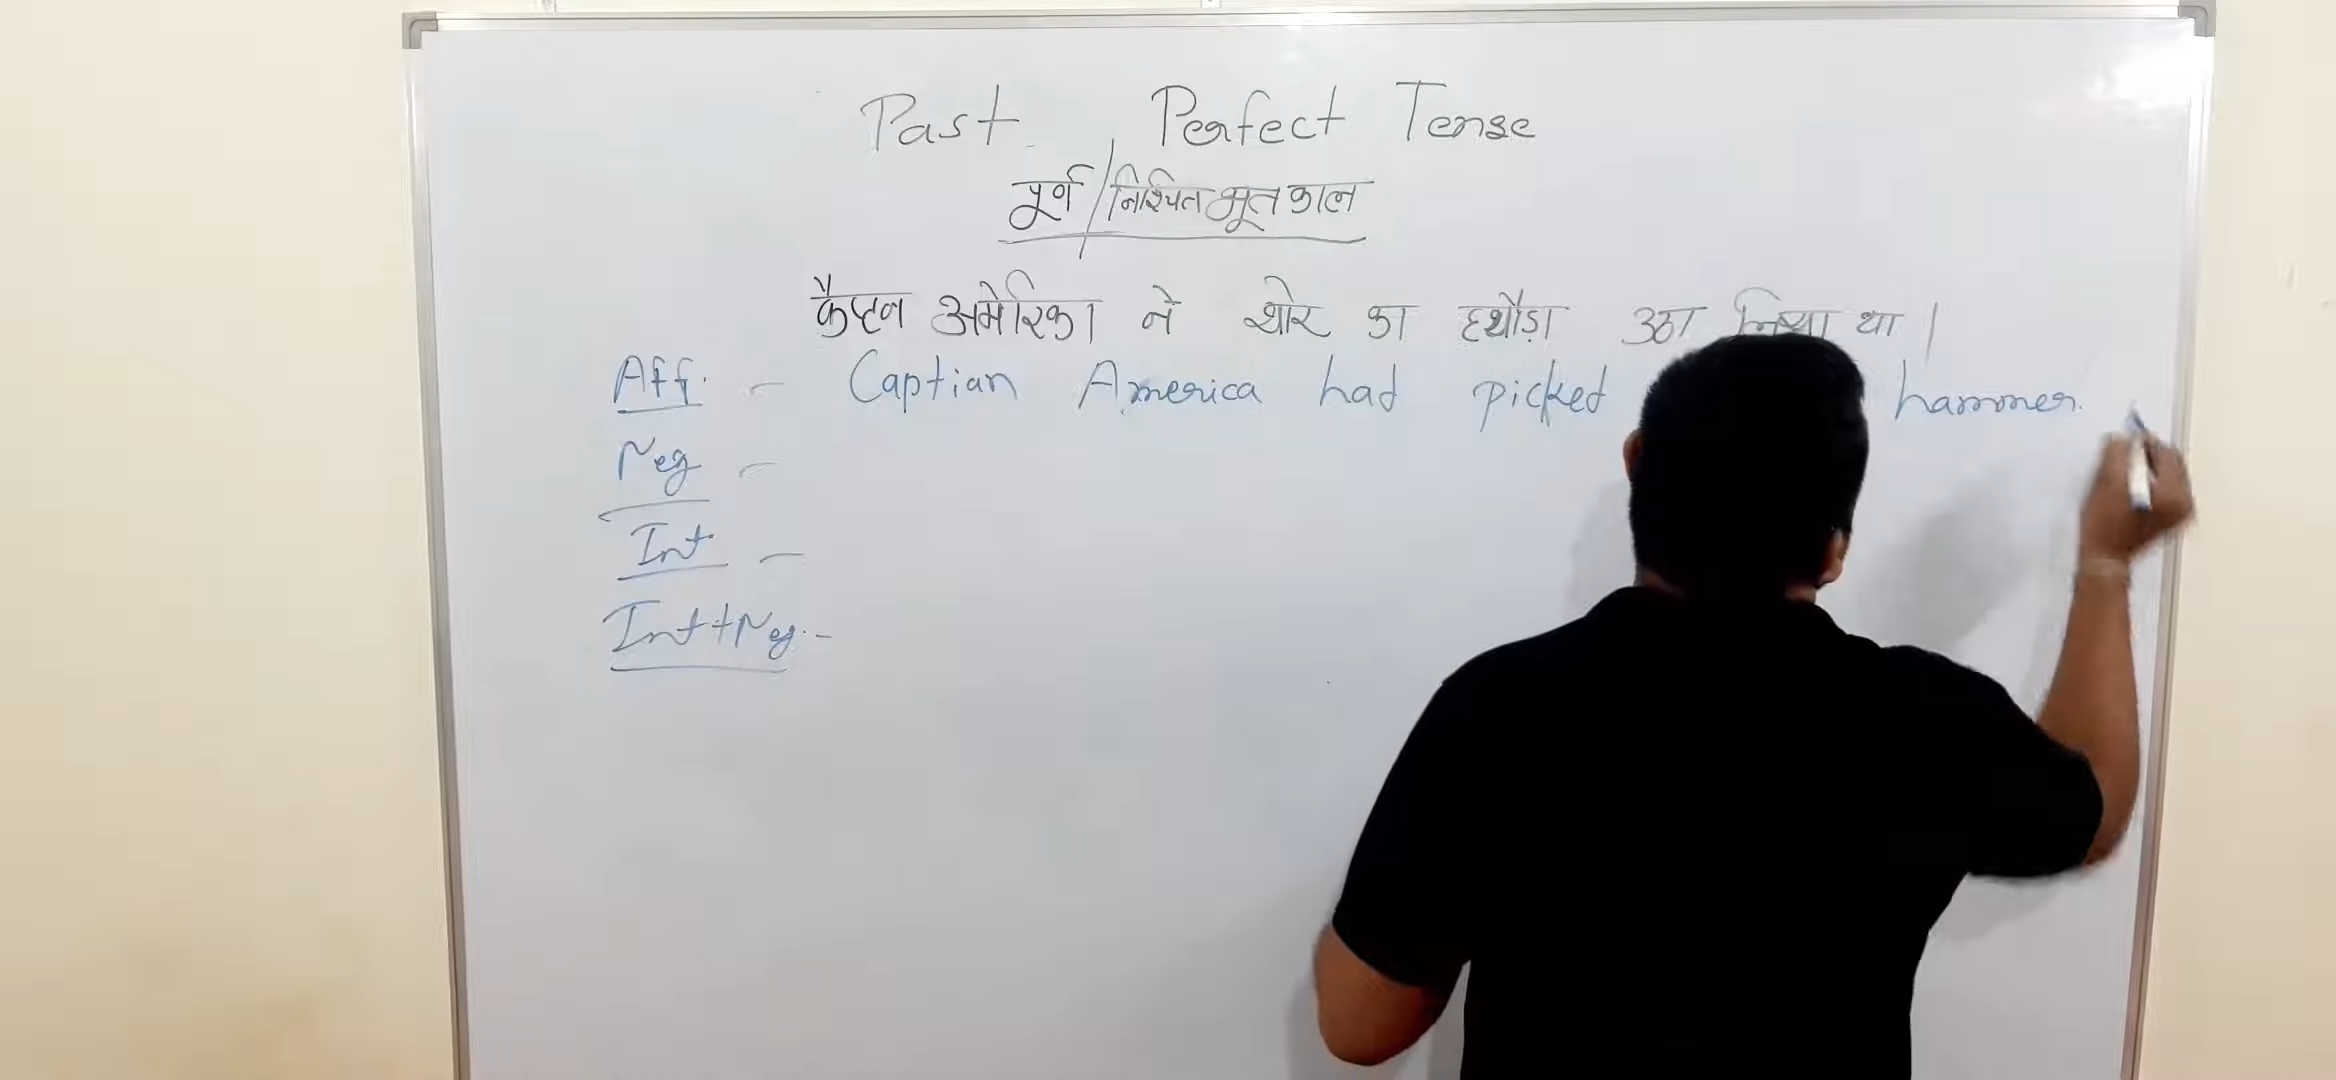 Past Perfect Tense
पूर्ण/निश्चित भूतकाल
कैप्टन अमेरिका ने थोर का हथौड़ा उठा लिया था।
Aff. - Captian America had picked hammer.
Neg -
Int -
Int+Neg. -